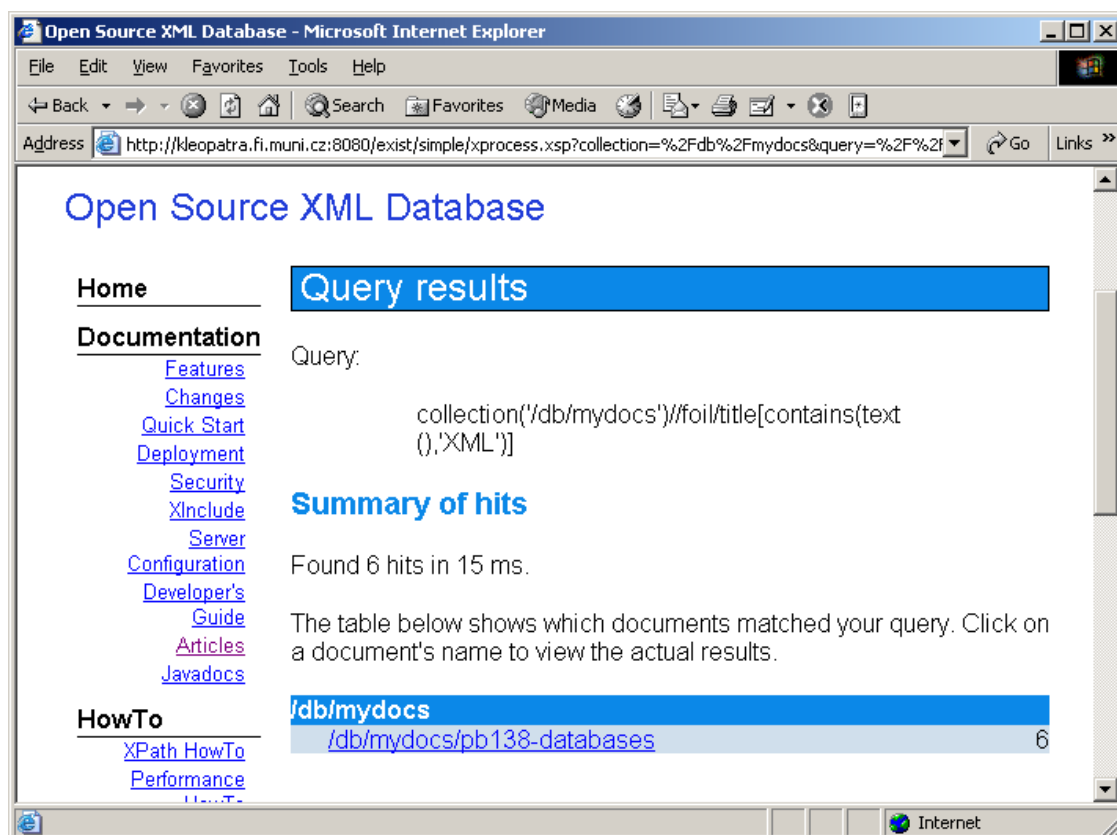 Open Source XML Database - Microsoft Internet Explorer
File Edit View Favorites Tools Help
Back Search Favorites Media
Address http://kleopatra.fi.muni.cz:8080/exist/simple/xprocess.xsp?collection=%2Fdb%2Fmydocs&query=%2F%2f Go Links »
Open Source XML Database
Home
Documentation
Features
Changes
Quick Start
Deployment
Security
XInclude
Server
Configuration
Developer's
Guide
Articles
Javadocs
HowTo
XPath HowTo
Performance
HowTo
Query results
Query:
collection('/db/mydocs')//foil/title[contains(text
(),'XML')]
Summary of hits
Found 6 hits in 15 ms.
The table below shows which documents matched your query. Click on
a document's name to view the actual results.
/db/mydocs
/db/mydocs/pb138-databases 6
Internet